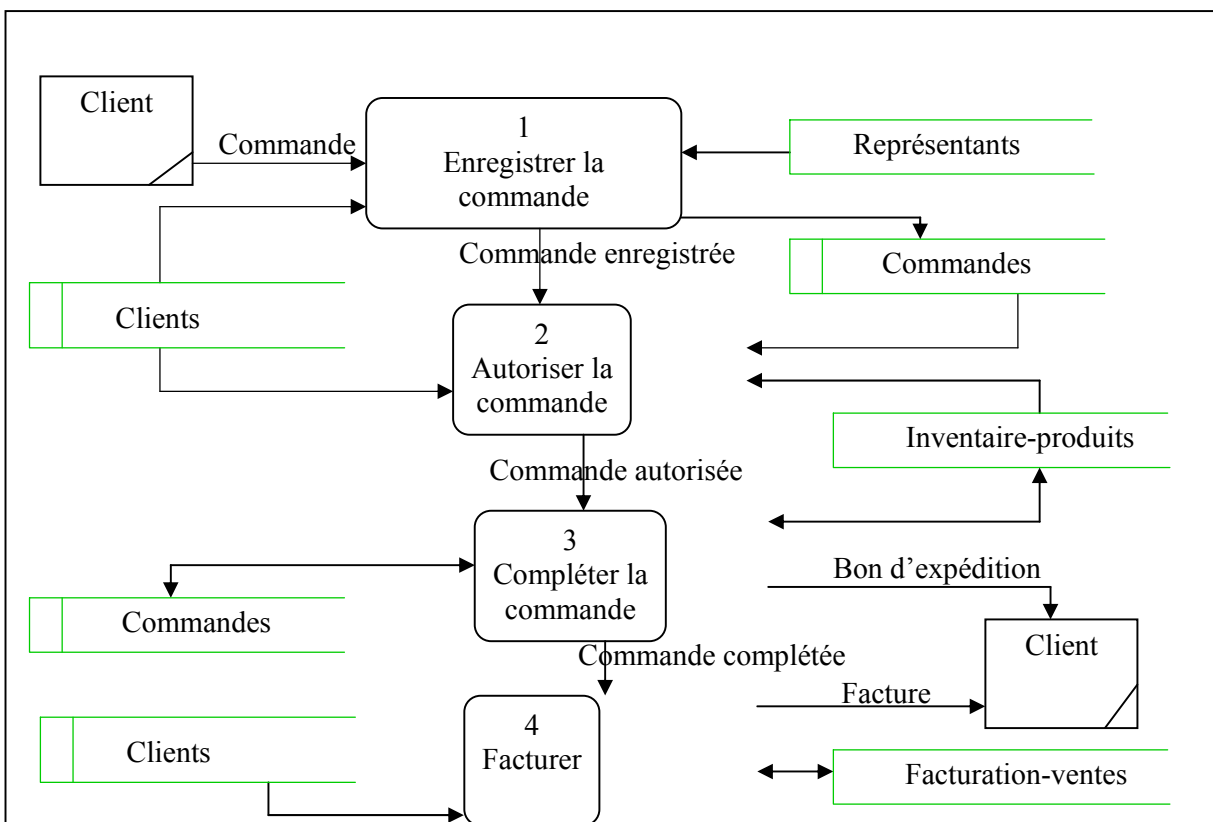 Client
Commande
1
Enregistrer la
commande
Représentants
Commande enregistrée
Commandes
Clients
2
Autoriser la
commande
Inventaire-produits
Commande autorisée
3
Compléter la
commande
Bon d’expédition
Commandes
Client
Commande complétée
Facture
4
Facturer
Clients
Facturation-ventes